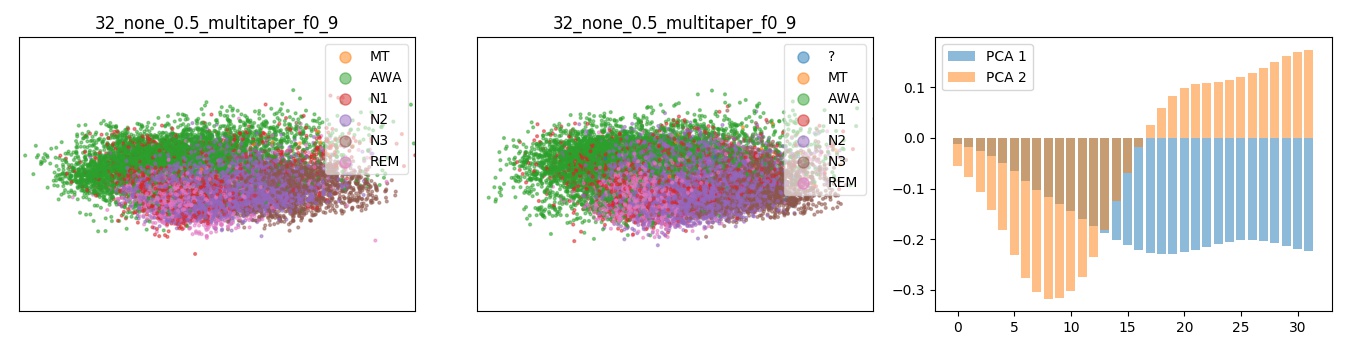 32_none_0.5_multitaper_f0_9
MT
AWA
N1
N2
N3
REM
32_none_0.5_multitaper_f0_9
?
MT
AWA
N1
N2
N3
REM
PCA 1
PCA 2
0.1
0.0
−0.1
−0.2
−0.3
0 5 10 15 20 25 30